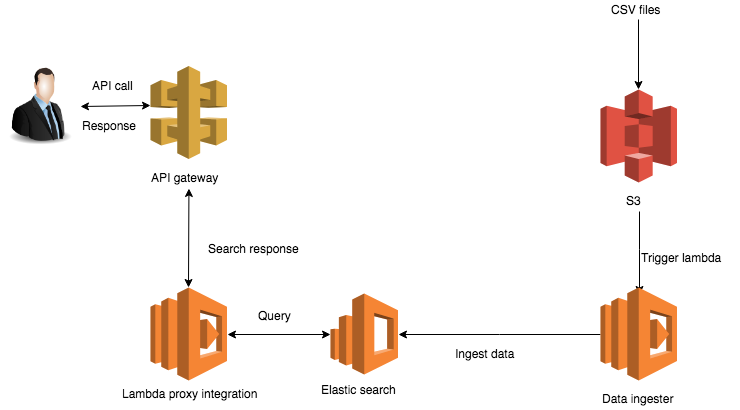 CSV files
API call
Response
API gateway
S3
Search response
Trigger lambda
Query
Ingest data
Lambda proxy integration
Elastic search
Data ingester